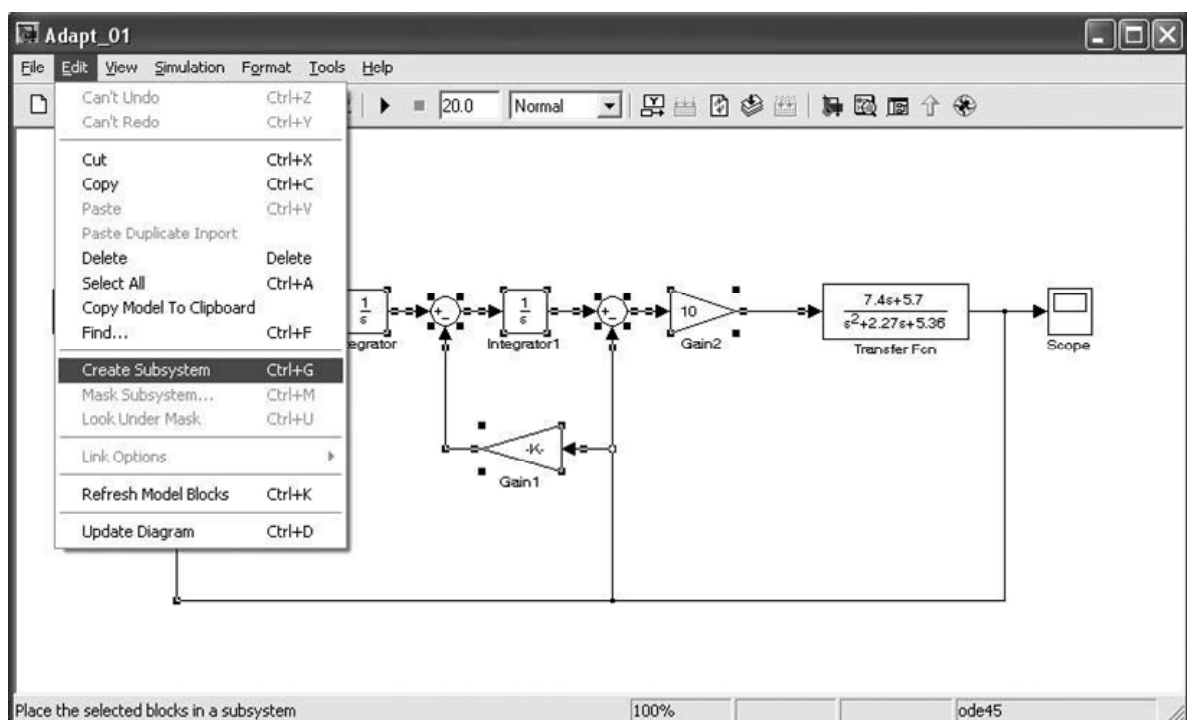 Adapt_01
File Edit View Simulation Format Tools Help
20.0 Normal
Can't Undo Ctrl+Z
Can't Redo Ctrl+Y
Cut Ctrl+X
Copy Ctrl+C
Paste Ctrl+V
Paste Duplicate Inport
Delete Delete
Select All Ctrl+A
Copy Model To Clipboard
Find... Ctrl+F
Create Subsystem Ctrl+G
Mask Subsystem... Ctrl+M
Look Under Mask Ctrl+U
Link Options
Refresh Model Blocks Ctrl+K
Update Diagram Ctrl+D
1
s
egrator
+ -
1
s
Integrator1
+ -
10
Gain2
7.4s+5.7
s2+2.27s+5.36
Transfer Fcn
Scope
-K-
Gain1
Place the selected blocks in a subsystem 100% ode45